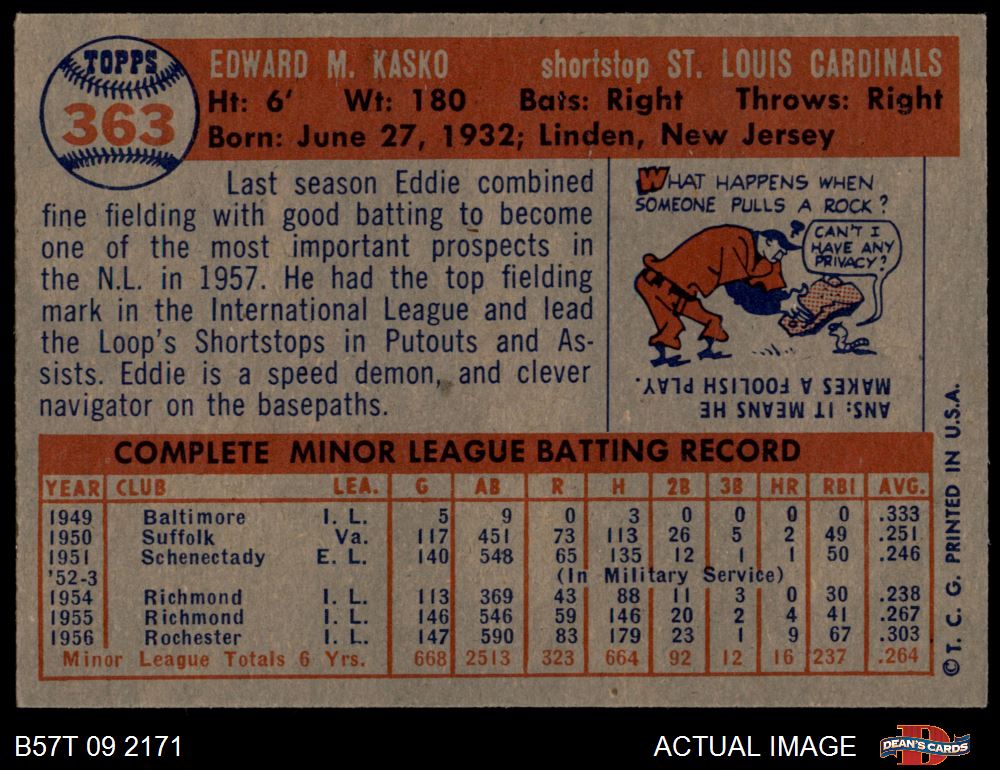 TOPPS
363
EDWARD M. KASKO shortstop ST. LOUIS CARDINALS
Ht: 6' Wt: 180 Bats: Right Throws: Right
Born: June 27, 1932; Linden, New Jersey
Last season Eddie combined
fine fielding with good batting to become
one of the most important prospects in
the N.L. in 1957. He had the top fielding
mark in the International League and lead
the Loop's Shortstops in Putouts and As-
sists. Eddie is a speed demon, and clever
navigator on the basepaths.
WHAT HAPPENS WHEN
SOMEONE PULLS A ROCK?
CAN'T I
HAVE ANY
PRIVACY?
ANS: IT MEANS HE
MAKES A FOOLISH PLAY.
COMPLETE MINOR LEAGUE BATTING RECORD
YEAR CLUB LEA. G AB R H 2B 3B HR RBI AVG.
1949 Baltimore I. L. 5 9 0 3 0 0 0 0 .333
1950 Suffolk Va. 117 451 73 113 26 5 2 49 .251
1951 Schenectady E. L. 140 548 65 135 12 1 1 50 .246
'52-3 (In Military Service)
1954 Richmond I. L. 113 369 43 88 11 3 0 30 .238
1955 Richmond I. L. 146 546 59 146 20 2 4 41 .267
1956 Rochester I. L. 147 590 83 179 23 1 9 67 .303
Minor League Totals 6 Yrs. 668 2513 323 664 92 12 16 237 .264
© T. C. G. PRINTED IN U.S.A.
B57T 09 2171 ACTUAL IMAGE
D
DEAN'S CARDS